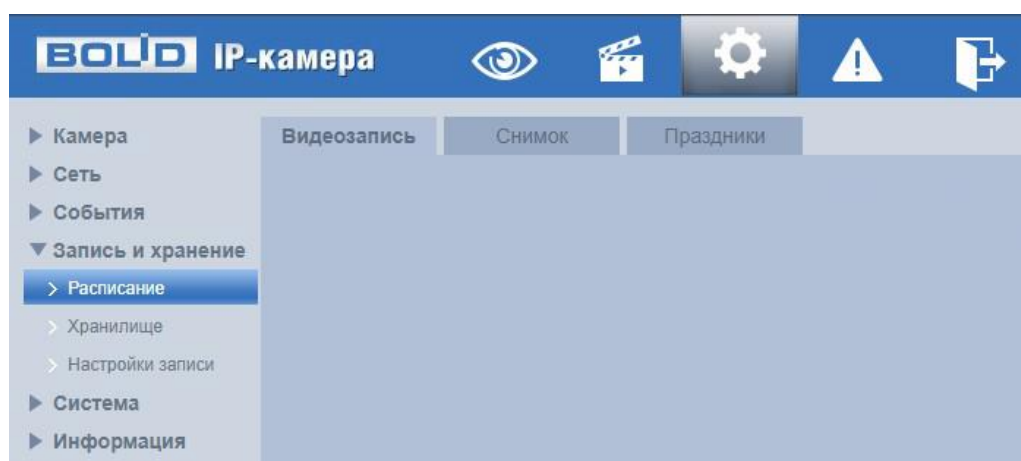 BOLID IP-камера
Камера
Видеозапись
Снимок
Праздники
Сеть
События
Запись и хранение
Расписание
Хранилище
Настройки записи
Система
Информация